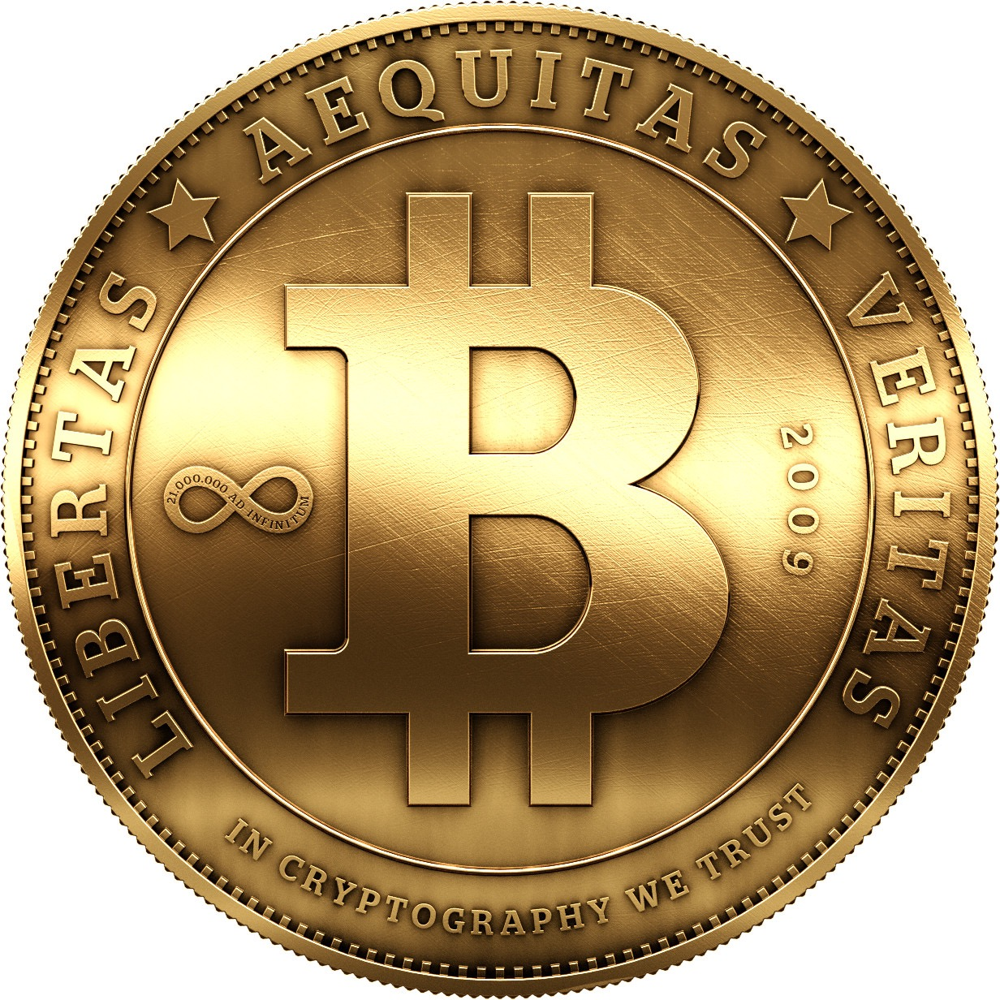 LIBERTAS ★ AEQUITAS ★ VERITAS
21.000.000 AD INFINITUM
B
2009
IN CRYPTOGRAPHY WE TRUST